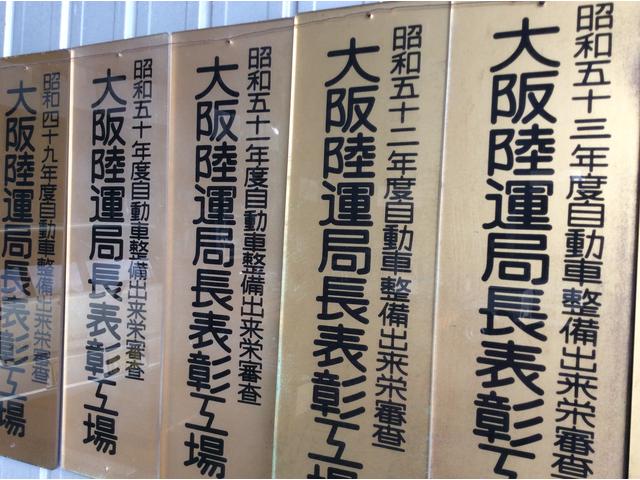 昭和五十三年度自動車整備出来栄審査
大阪陸運局長表彰工
昭和五十二年度自動車整備出来栄審査
大阪陸運局長表彰工
昭和五十一年度自動車整備出来栄審査
大阪陸運局長表彰工場
昭和五十年度自動車整備出来栄審査
大阪陸運局長表彰工場
昭和四十九年度自動車整備出来栄審査
大阪陸運局長表彰工場